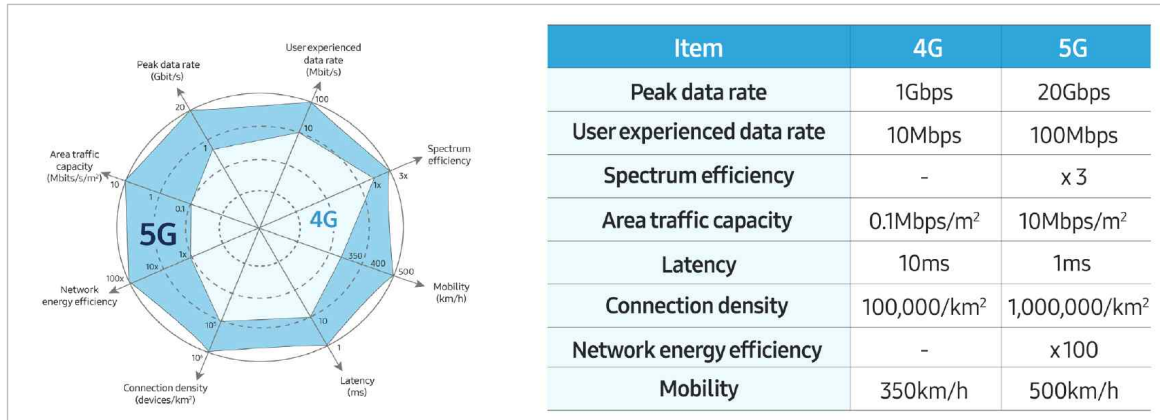 User experienced
data rate
(Mbit/s)
Peak data rate
(Gbit/s)
100
20
10
1
Spectrum
efficiency
3x
1x
Area traffic
capacity
(Mbits/s/m²)
10
1
0.1
5G
4G
350
400
500
Mobility
(km/h)
1x
10x
100x
Network
energy efficiency
10⁵
10⁶
Connection density
(devices/km²)
10
1
Latency
(ms)
Item 4G 5G
Peak data rate 1Gbps 20Gbps
User experienced data rate 10Mbps 100Mbps
Spectrum efficiency - x 3
Area traffic capacity 0.1Mbps/m² 10Mbps/m²
Latency 10ms 1ms
Connection density 100,000/km² 1,000,000/km²
Network energy efficiency - x100
Mobility 350km/h 500km/h